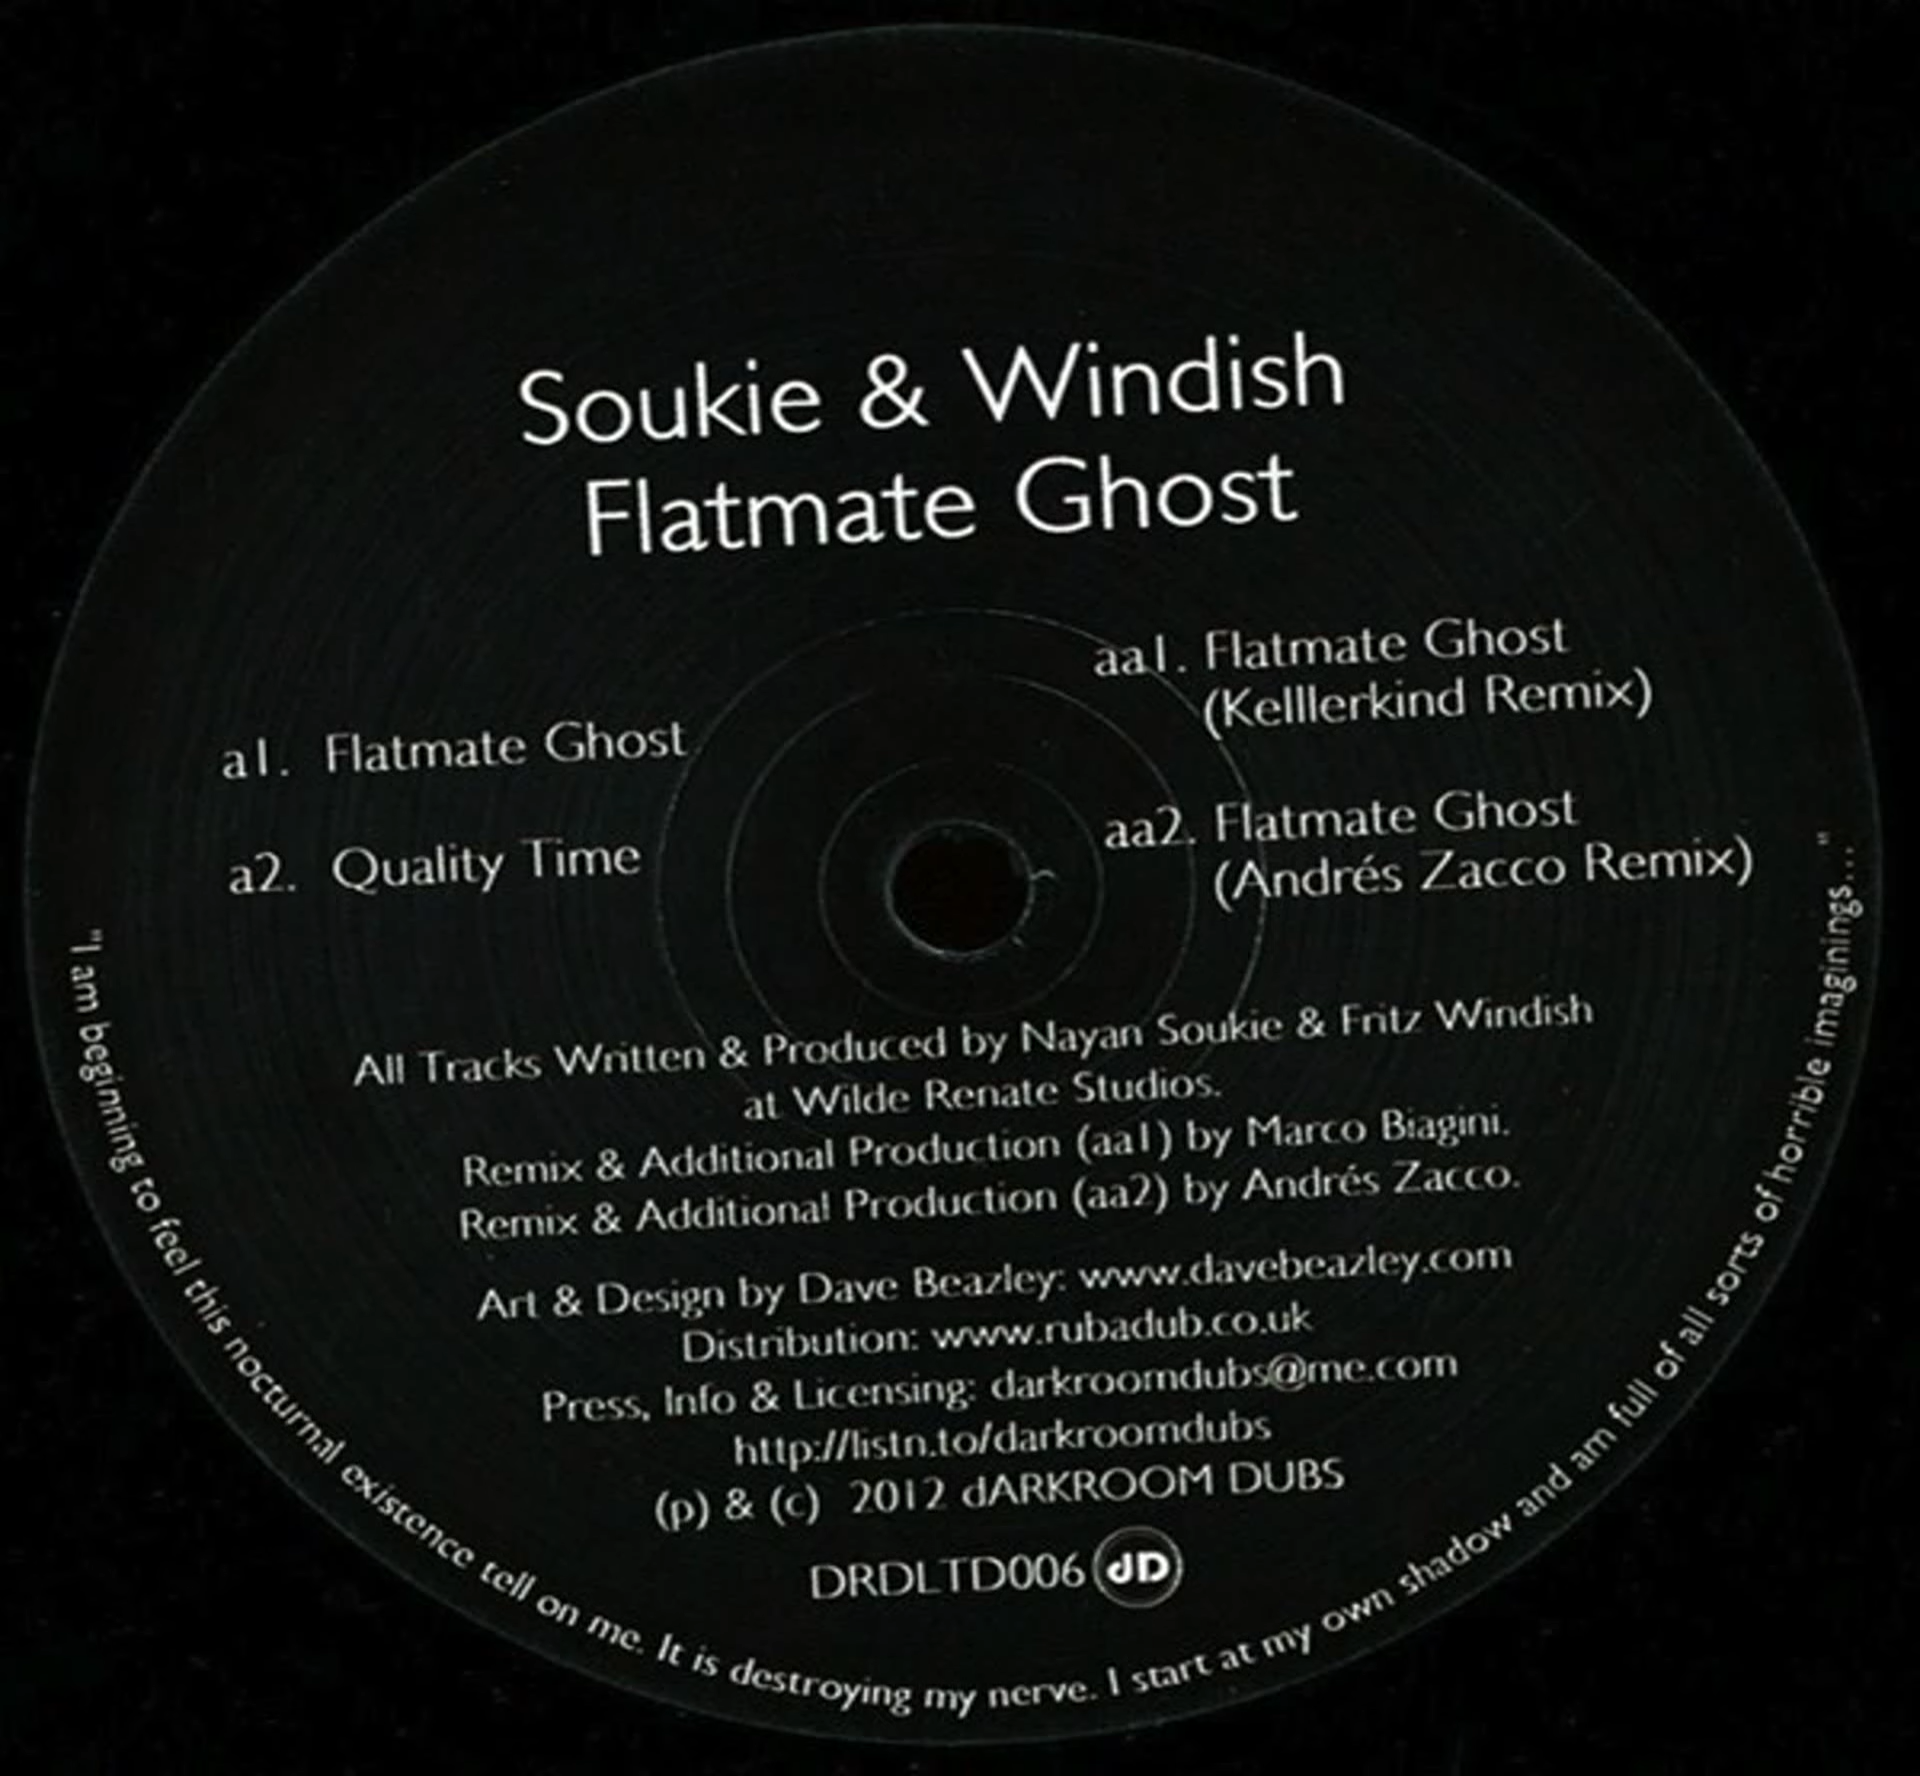 Soukie & Windish
Flatmate Ghost
a1. Flatmate Ghost
a2. Quality Time
aa1. Flatmate Ghost
(Kelllerkind Remix)
aa2. Flatmate Ghost
(Andrés Zacco Remix)
All Tracks Written & Produced by Nayan Soukie & Fritz Windish
at Wilde Renate Studios.
Remix & Additional Production (aa1) by Marco Biagini.
Remix & Additional Production (aa2) by Andrés Zacco.
Art & Design by Dave Beazley: www.davebeazley.com
Distribution: www.rubadub.co.uk
Press, Info & Licensing: darkroomdubs@me.com
http://listn.to/darkroomdubs
(p) & (c) 2012 dARKROOM DUBS
DRDLTD006 dD
"I am beginning to feel this nocturnal existence tell on me. It is destroying my nerve. I start at my own shadow and am full of all sorts of horrible imaginings...."